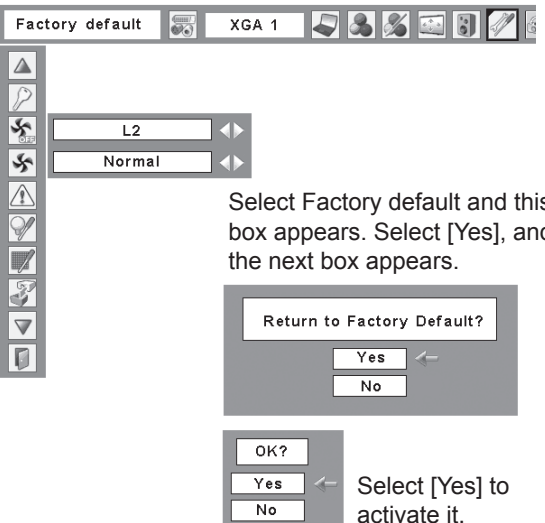 Factory default XGA 1
OFF
L2
Normal
Select Factory default and this
box appears. Select [Yes], and
the next box appears.
Return to Factory Default?
Yes
No
OK?
Yes
No
Select [Yes] to
activate it.